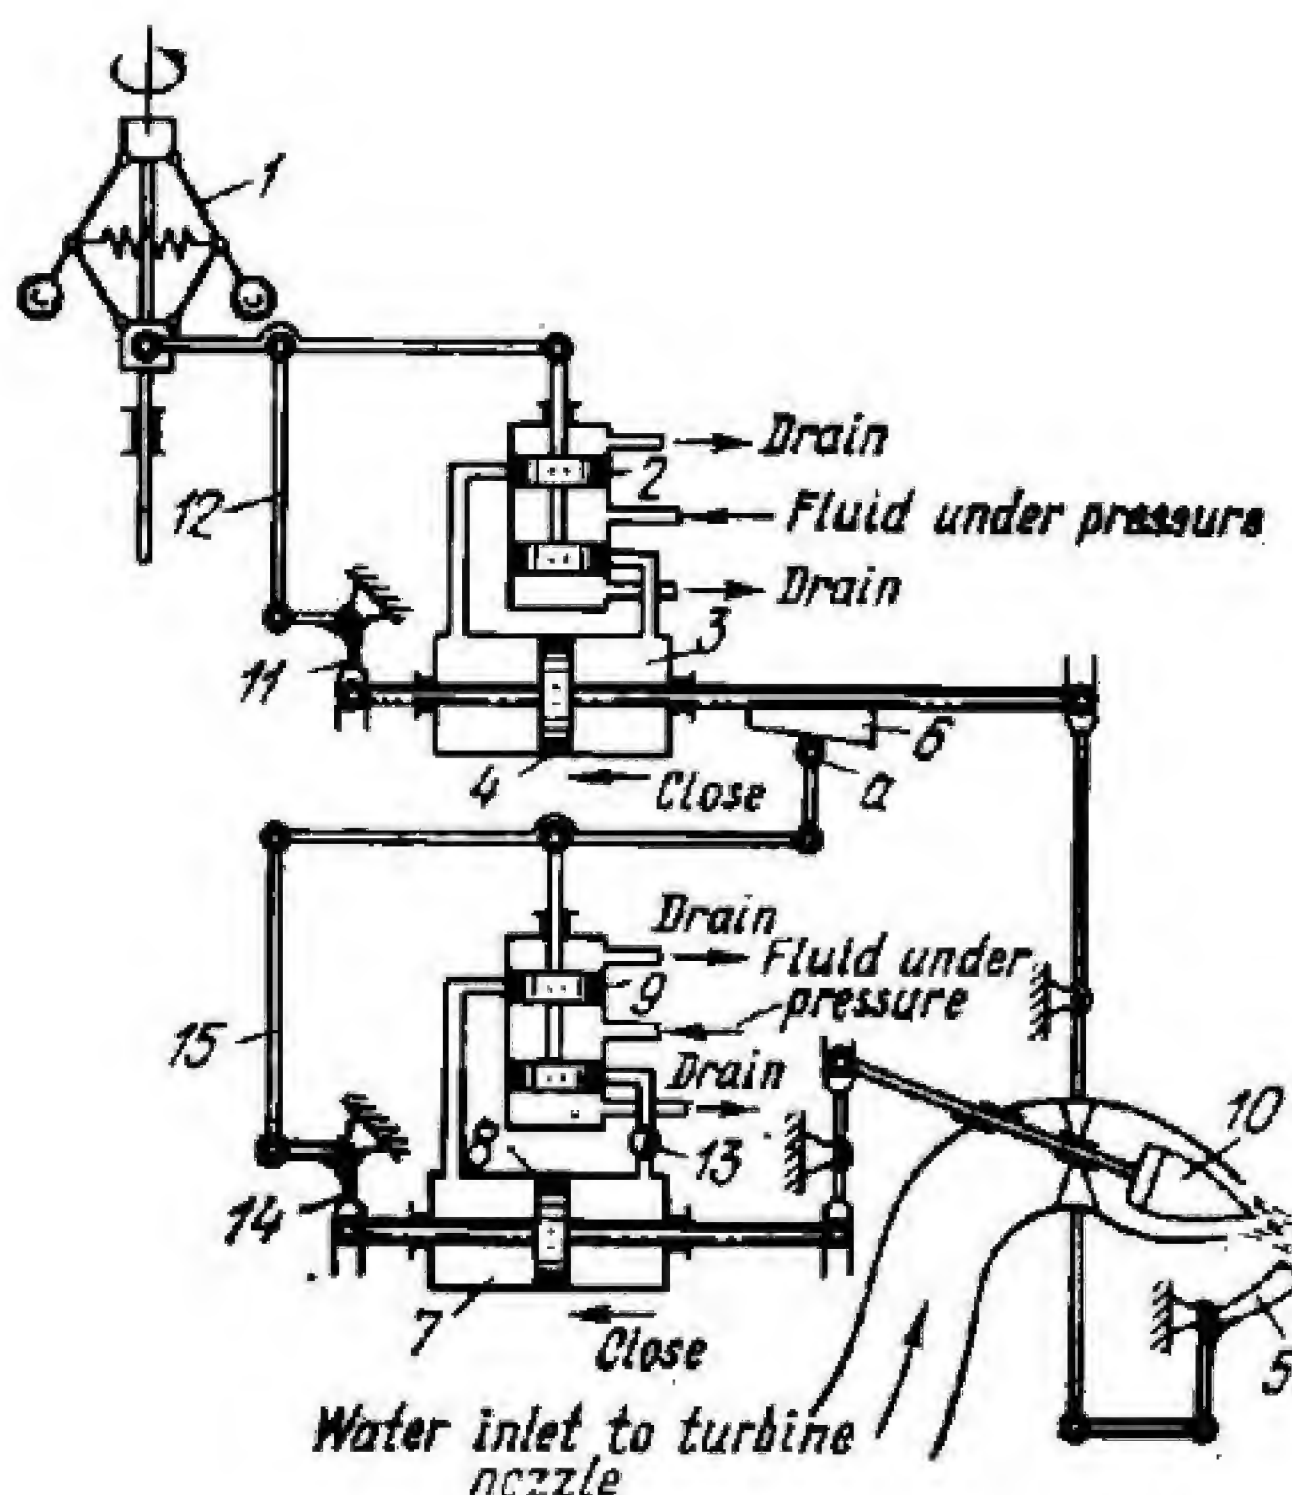 1
Drain
2
12
Fluid under pressure
Drain
3
11
6
4
Close
a
Drain
Fluid under
9
pressure
15
Drain
10
8
13
14
7
Close
5
Water inlet to turbine
nozzle